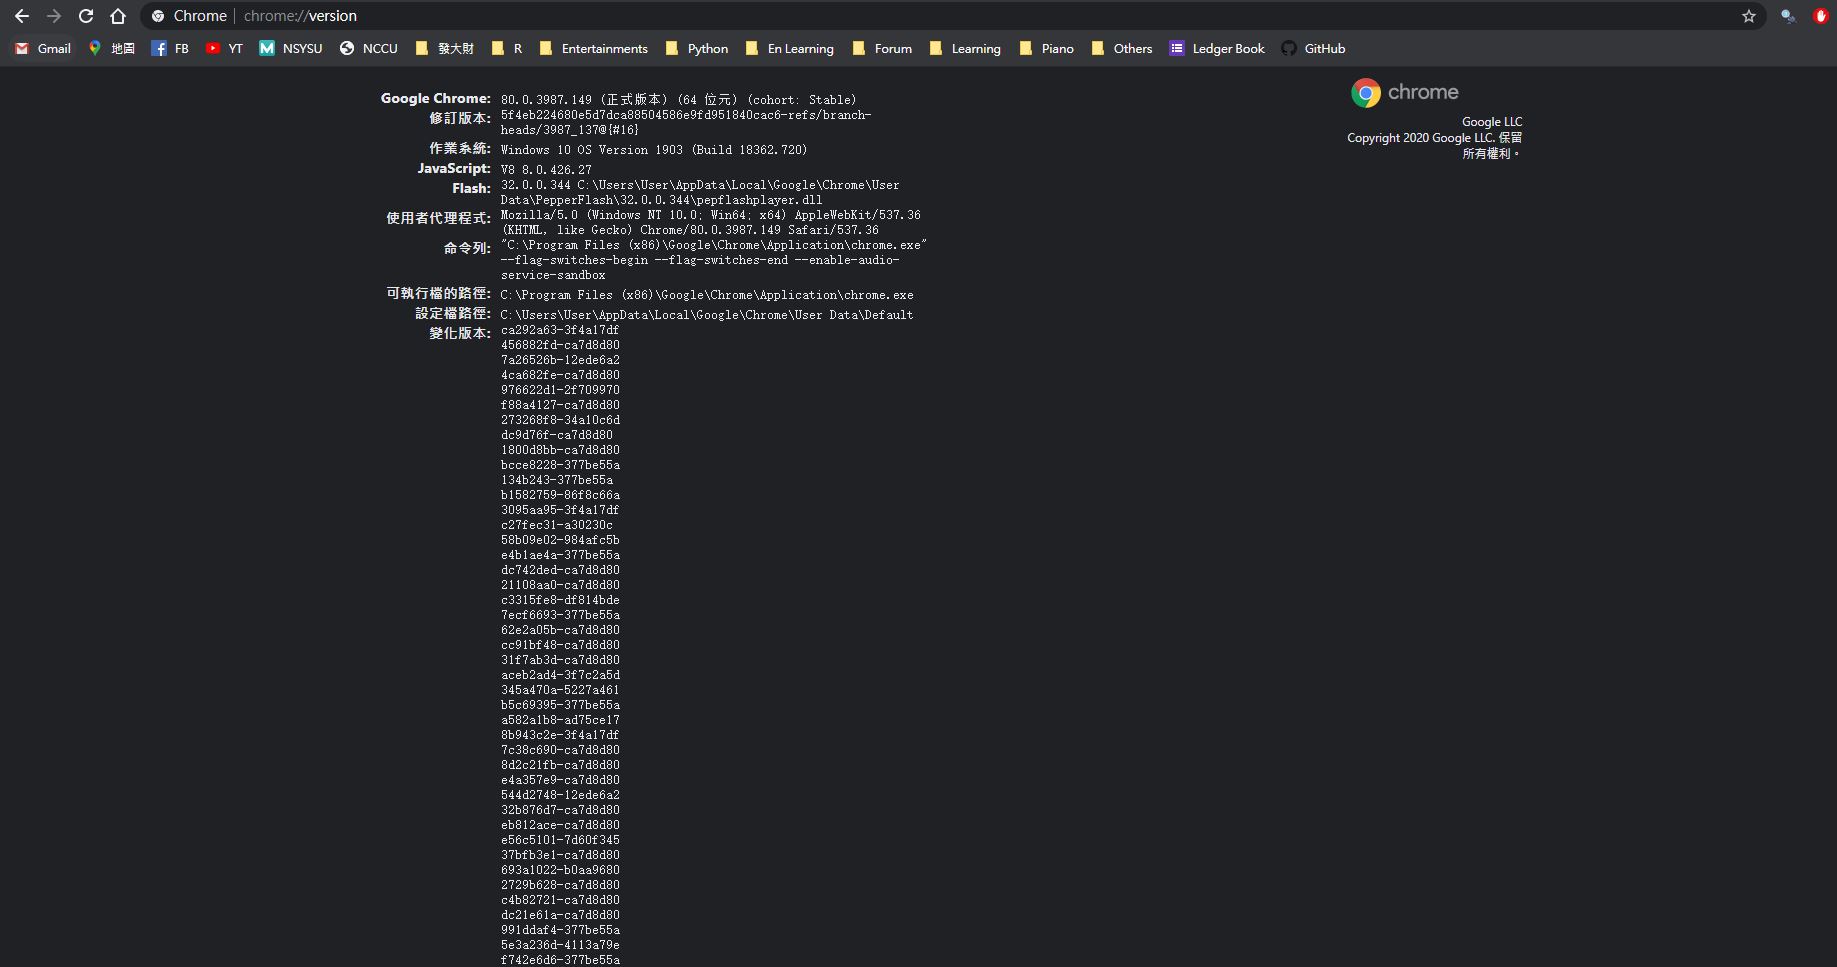 Chrome | chrome://version
Gmail 地圖 FB YT NSYSU NCCU 發大財 R Entertainments Python En Learning Forum Learning Piano Others Ledger Book GitHub
chrome
Google LLC
Copyright 2020 Google LLC. 保留
所有權利。
Google Chrome: 80.0.3987.149 (正式版本) (64 位元) (cohort: Stable)
修訂版本: 5f4eb224680e5d7dca88504586e9fd951840cac6-refs/branch-
heads/3987_137@{#16}
作業系統: Windows 10 OS Version 1903 (Build 18362.720)
JavaScript: V8 8.0.426.27
Flash: 32.0.0.344 C:\Users\User\AppData\Local\Google\Chrome\User
Data\PepperFlash\32.0.0.344\pepflashplayer.dll
使用者代理程式: Mozilla/5.0 (Windows NT 10.0; Win64; x64) AppleWebKit/537.36
(KHTML, like Gecko) Chrome/80.0.3987.149 Safari/537.36
命令列: "C:\Program Files (x86)\Google\Chrome\Application\chrome.exe"
--flag-switches-begin --flag-switches-end --enable-audio-
service-sandbox
可執行檔的路徑: C:\Program Files (x86)\Google\Chrome\Application\chrome.exe
設定檔路徑: C:\Users\User\AppData\Local\Google\Chrome\User Data\Default
變化版本: ca292a63-3f4a17df
456882fd-ca7d8d80
7a26526b-12ede6a2
4ca682fe-ca7d8d80
976622d1-2f709970
f88a4127-ca7d8d80
273268f8-34a10c6d
dc9d76f-ca7d8d80
1800d8bb-ca7d8d80
bcce8228-377be55a
134b243-377be55a
b1582759-86f8c66a
3095aa95-3f4a17df
c27fec31-a30230c
58b09e02-984afc5b
e4b1ae4a-377be55a
dc742ded-ca7d8d80
21108aa0-ca7d8d80
c3315fe8-df814bde
7ecf6693-377be55a
62e2a05b-ca7d8d80
cc91bf48-ca7d8d80
31f7ab3d-ca7d8d80
aceb2ad4-3f7c2a5d
345a470a-5227a461
b5c69395-377be55a
a582a1b8-ad75ce17
8b943c2e-3f4a17df
7c38c690-ca7d8d80
8d2c21fb-ca7d8d80
e4a357e9-ca7d8d80
544d2748-12ede6a2
32b876d7-ca7d8d80
eb812ace-ca7d8d80
e56c5101-7d60f345
37bfb3e1-ca7d8d80
693a1022-b0aa9680
2729b628-ca7d8d80
c4b82721-ca7d8d80
dc21e61a-ca7d8d80
991ddaf4-377be55a
5e3a236d-4113a79e
f742e6d6-377be55a